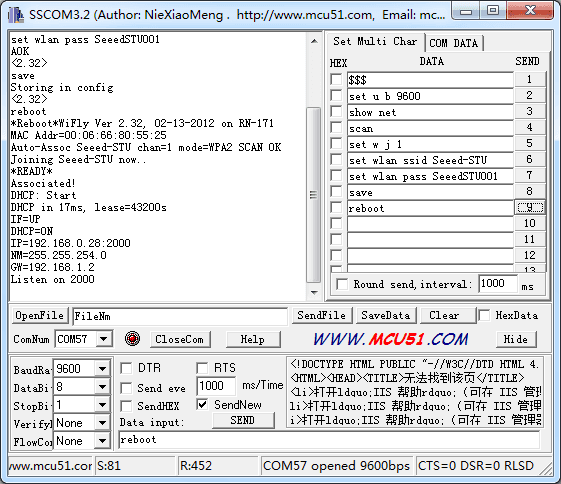 SSCOM3.2 (Author: NieXiaoMeng . http://www.mcu51.com, Email: mc...
set wlan pass SeeedSTU001
AOK
<2.32>
save
Storing in config
<2.32>
reboot
*Reboot*WiFly Ver 2.32, 02-13-2012 on RN-171
MAC Addr=00:06:66:80:55:25
Auto-Assoc Seeed-STU chan=1 mode=WPA2 SCAN OK
Joining Seeed-STU now..
*READY*
Associated!
DHCP: Start
DHCP in 17ms, lease=43200s
IF=UP
DHCP=ON
IP=192.168.0.28:2000
NM=255.255.254.0
GW=192.168.1.2
Listen on 2000
Set Multi Char COM DATA
HEX DATA SEND
$$$ 1
set u b 9600 2
show net 3
scan 4
set w j 1 5
set wlan ssid Seeed-STU 6
set wlan pass SeeedSTU001 7
save 8
reboot 9
10
11
12
13
Round send,interval: 1000 ms
OpenFile FileNm SendFile SaveData Clear HexData
ComNum COM57 CloseCom Help WWW.MCU51.COM Hide
BaudRa 9600
DataBi 8
StopBi 1
Verify None
FlowCon None
DTR RTS
Send eve 1000 ms/Time
SendHEX SendNew
Data input: SEND
reboot
<!DOCTYPE HTML PUBLIC "-//W3C//DTD HTML 4.
<HTML><HEAD><TITLE>无法找到该页</TITLE>
<li>打开ldquo;IIS 帮助rdquo;（可在 IIS 管理
li>打开ldquo;IIS 帮助rdquo;（可在 IIS 管理器
i>打开ldquo;IIS 帮助rdquo;（可在 IIS 管理器
ww.mcu51.cor S:81 R:452 COM57 opened 9600bps CTS=0 DSR=0 RLSD